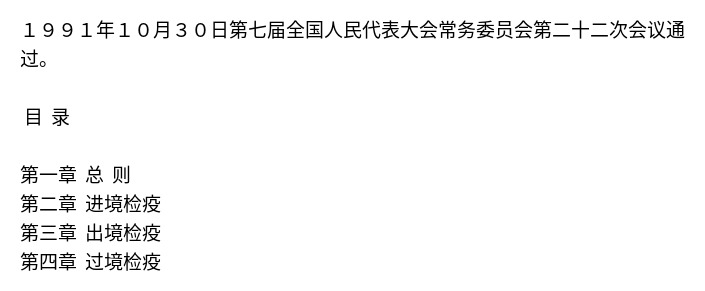 １９９１年１０月３０日第七届全国人民代表大会常务委员会第二十二次会议通
过。
目 录
第一章 总 则
第二章 进境检疫
第三章 出境检疫
第四章 过境检疫